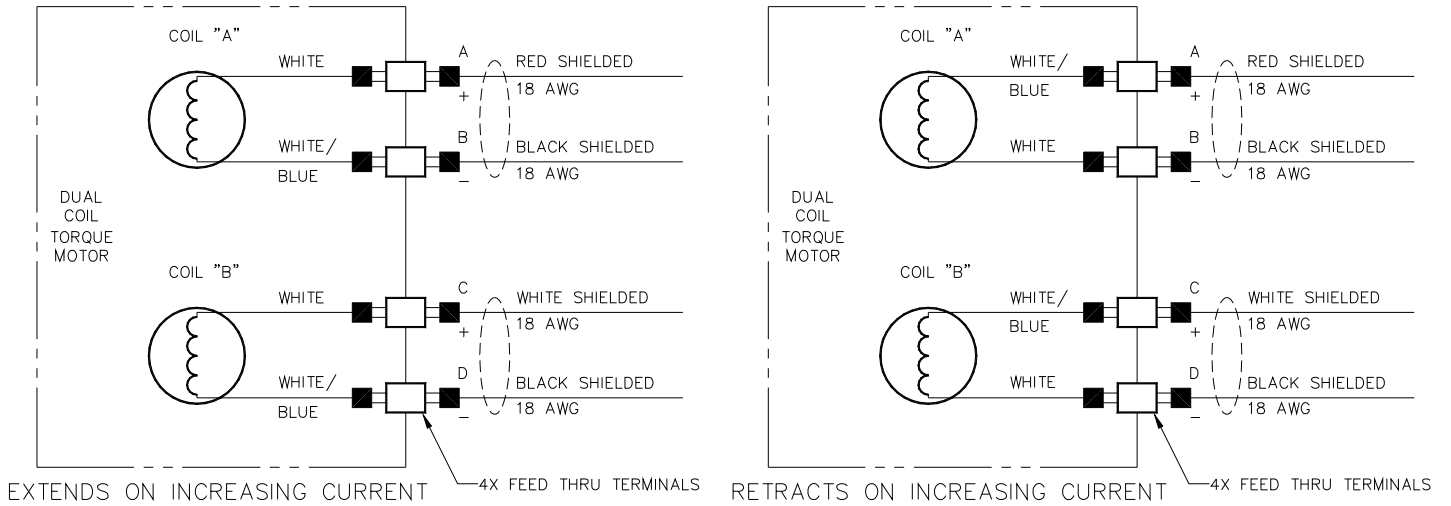 COIL "A"
WHITE
A
RED SHIELDED
+
18 AWG
WHITE/
BLUE
B
BLACK SHIELDED
–
18 AWG
DUAL
COIL
TORQUE
MOTOR
COIL "B"
WHITE
C
WHITE SHIELDED
+
18 AWG
WHITE/
BLUE
D
BLACK SHIELDED
–
18 AWG
4X FEED THRU TERMINALS
EXTENDS ON INCREASING CURRENT
COIL "A"
WHITE/
BLUE
A
RED SHIELDED
+
18 AWG
WHITE
B
BLACK SHIELDED
–
18 AWG
DUAL
COIL
TORQUE
MOTOR
COIL "B"
WHITE/
BLUE
C
WHITE SHIELDED
+
18 AWG
WHITE
D
BLACK SHIELDED
–
18 AWG
4X FEED THRU TERMINALS
RETRACTS ON INCREASING CURRENT